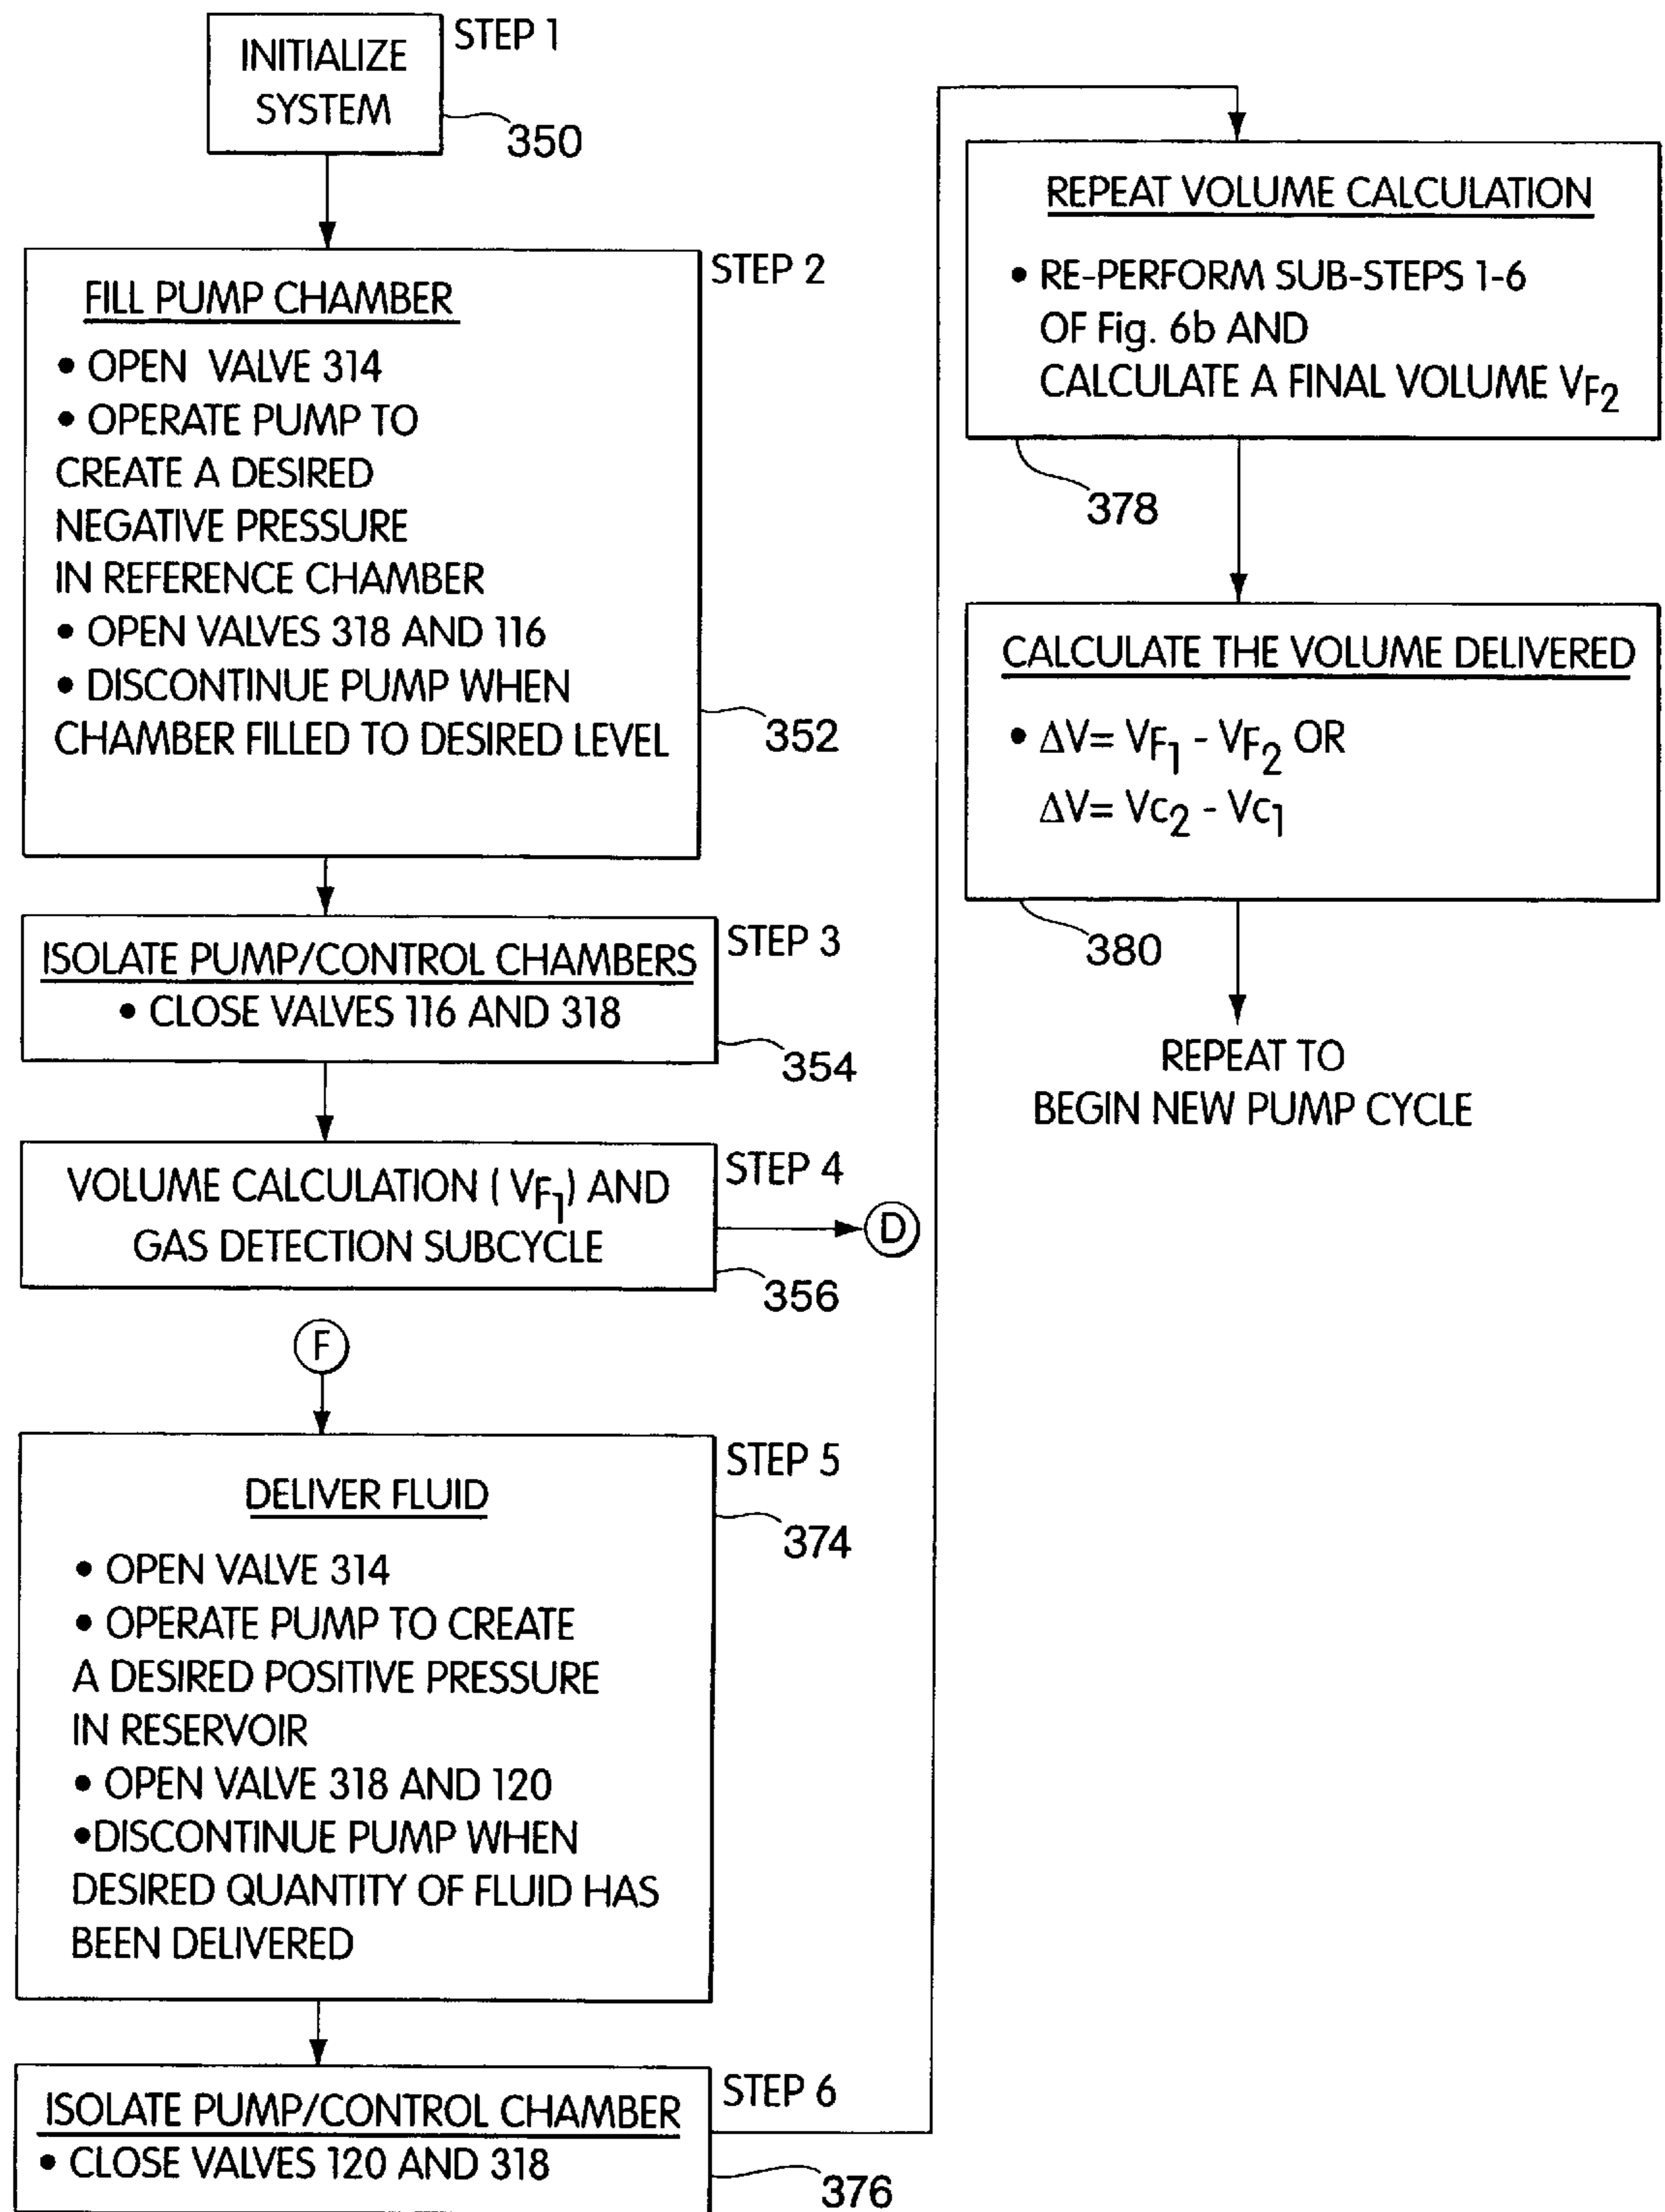 STEP 1
INITIALIZE
SYSTEM
350
STEP 2
FILL PUMP CHAMBER
• OPEN VALVE 314
• OPERATE PUMP TO
CREATE A DESIRED
NEGATIVE PRESSURE
IN REFERENCE CHAMBER
• OPEN VALVES 318 AND 116
• DISCONTINUE PUMP WHEN
CHAMBER FILLED TO DESIRED LEVEL
352
STEP 3
ISOLATE PUMP/CONTROL CHAMBERS
• CLOSE VALVES 116 AND 318
354
STEP 4
VOLUME CALCULATION (VF1) AND
GAS DETECTION SUBCYCLE
D
356
F
STEP 5
DELIVER FLUID
374
• OPEN VALVE 314
• OPERATE PUMP TO CREATE
A DESIRED POSITIVE PRESSURE
IN RESERVOIR
• OPEN VALVE 318 AND 120
•DISCONTINUE PUMP WHEN
DESIRED QUANTITY OF FLUID HAS
BEEN DELIVERED
STEP 6
ISOLATE PUMP/CONTROL CHAMBER
• CLOSE VALVES 120 AND 318
376
REPEAT VOLUME CALCULATION
• RE-PERFORM SUB-STEPS 1-6
OF Fig. 6b AND
CALCULATE A FINAL VOLUME VF2
378
CALCULATE THE VOLUME DELIVERED
• ΔV= VF1 - VF2 OR
ΔV= Vc2 - Vc1
380
REPEAT TO
BEGIN NEW PUMP CYCLE